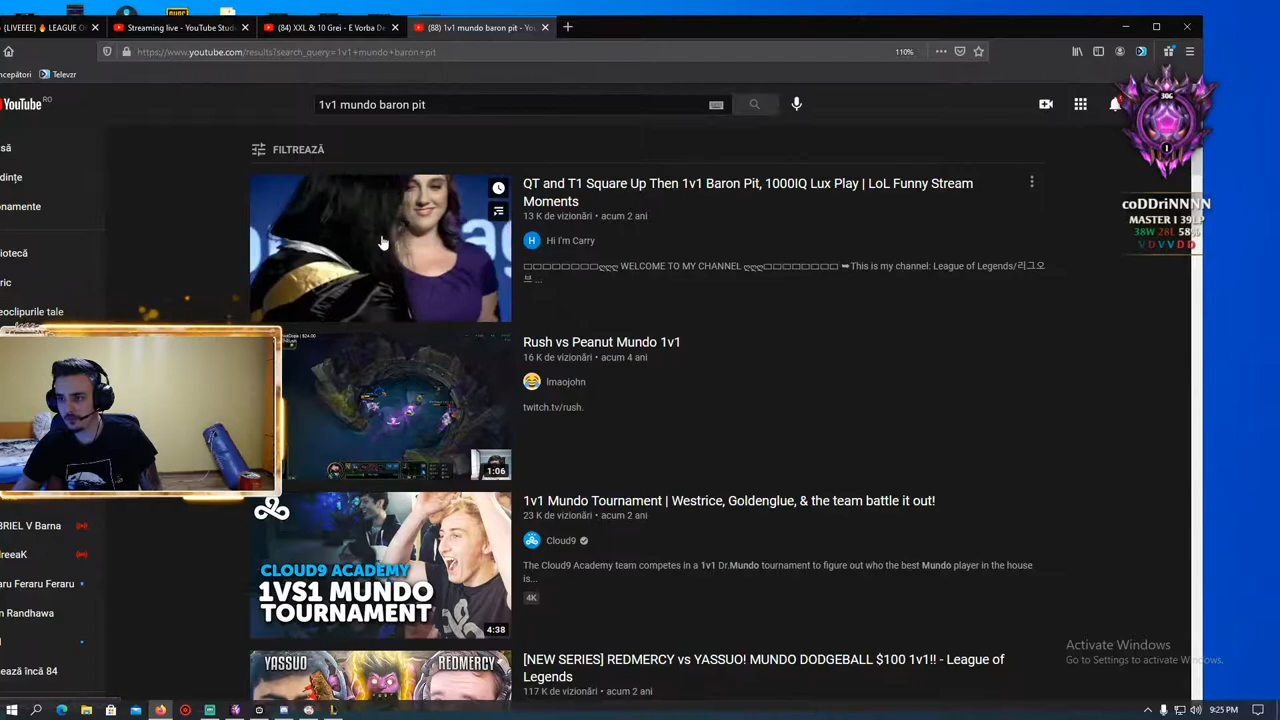 (LIVEEEE) 🔥 LEAGUE O
Streaming live - YouTube Stud
(84) XXL & 10 Grei - E Vorba De
(88) 1v1 mundo baron pit - You
https://www.youtube.com/results?search_query=1v1+mundo+baron+pit
110%
Televzr
YouTube RO
1v1 mundo baron pit
306
I
FILTREAZĂ
QT and T1 Square Up Then 1v1 Baron Pit, 1000IQ Lux Play | LoL Funny Stream
Moments
13 K de vizionări • acum 2 ani
H Hi I'm Carry
WELCOME TO MY CHANNEL
➥This is my channel: League of Legends/리그오
브 ...
coDDriNNNN
MASTER I 39LP
38W 28L 58%
V D V V D D
Rush vs Peanut Mundo 1v1
16 K de vizionări • acum 4 ani
lmaojohn
twitch.tv/rush.
1:06
1v1 Mundo Tournament | Westrice, Goldenglue, & the team battle it out!
23 K de vizionări • acum 2 ani
Cloud9
The Cloud9 Academy team competes in a 1v1 Dr.Mundo tournament to figure out who the best Mundo player in the house
is...
4K
CLOUD9 ACADEMY
1VS1 MUNDO
TOURNAMENT
4:38
BRIEL V Barna
dreeaK
aru Feraru Feraru
n Randhawa
ează încă 84
YASSUO
REDMERCY
[NEW SERIES] REDMERCY vs YASSUO! MUNDO DODGEBALL $100 1v1!! - League of
Legends
117 K de vizionări • acum 2 ani
Activate Windows
Go to Settings to activate Windows.
9:25 PM